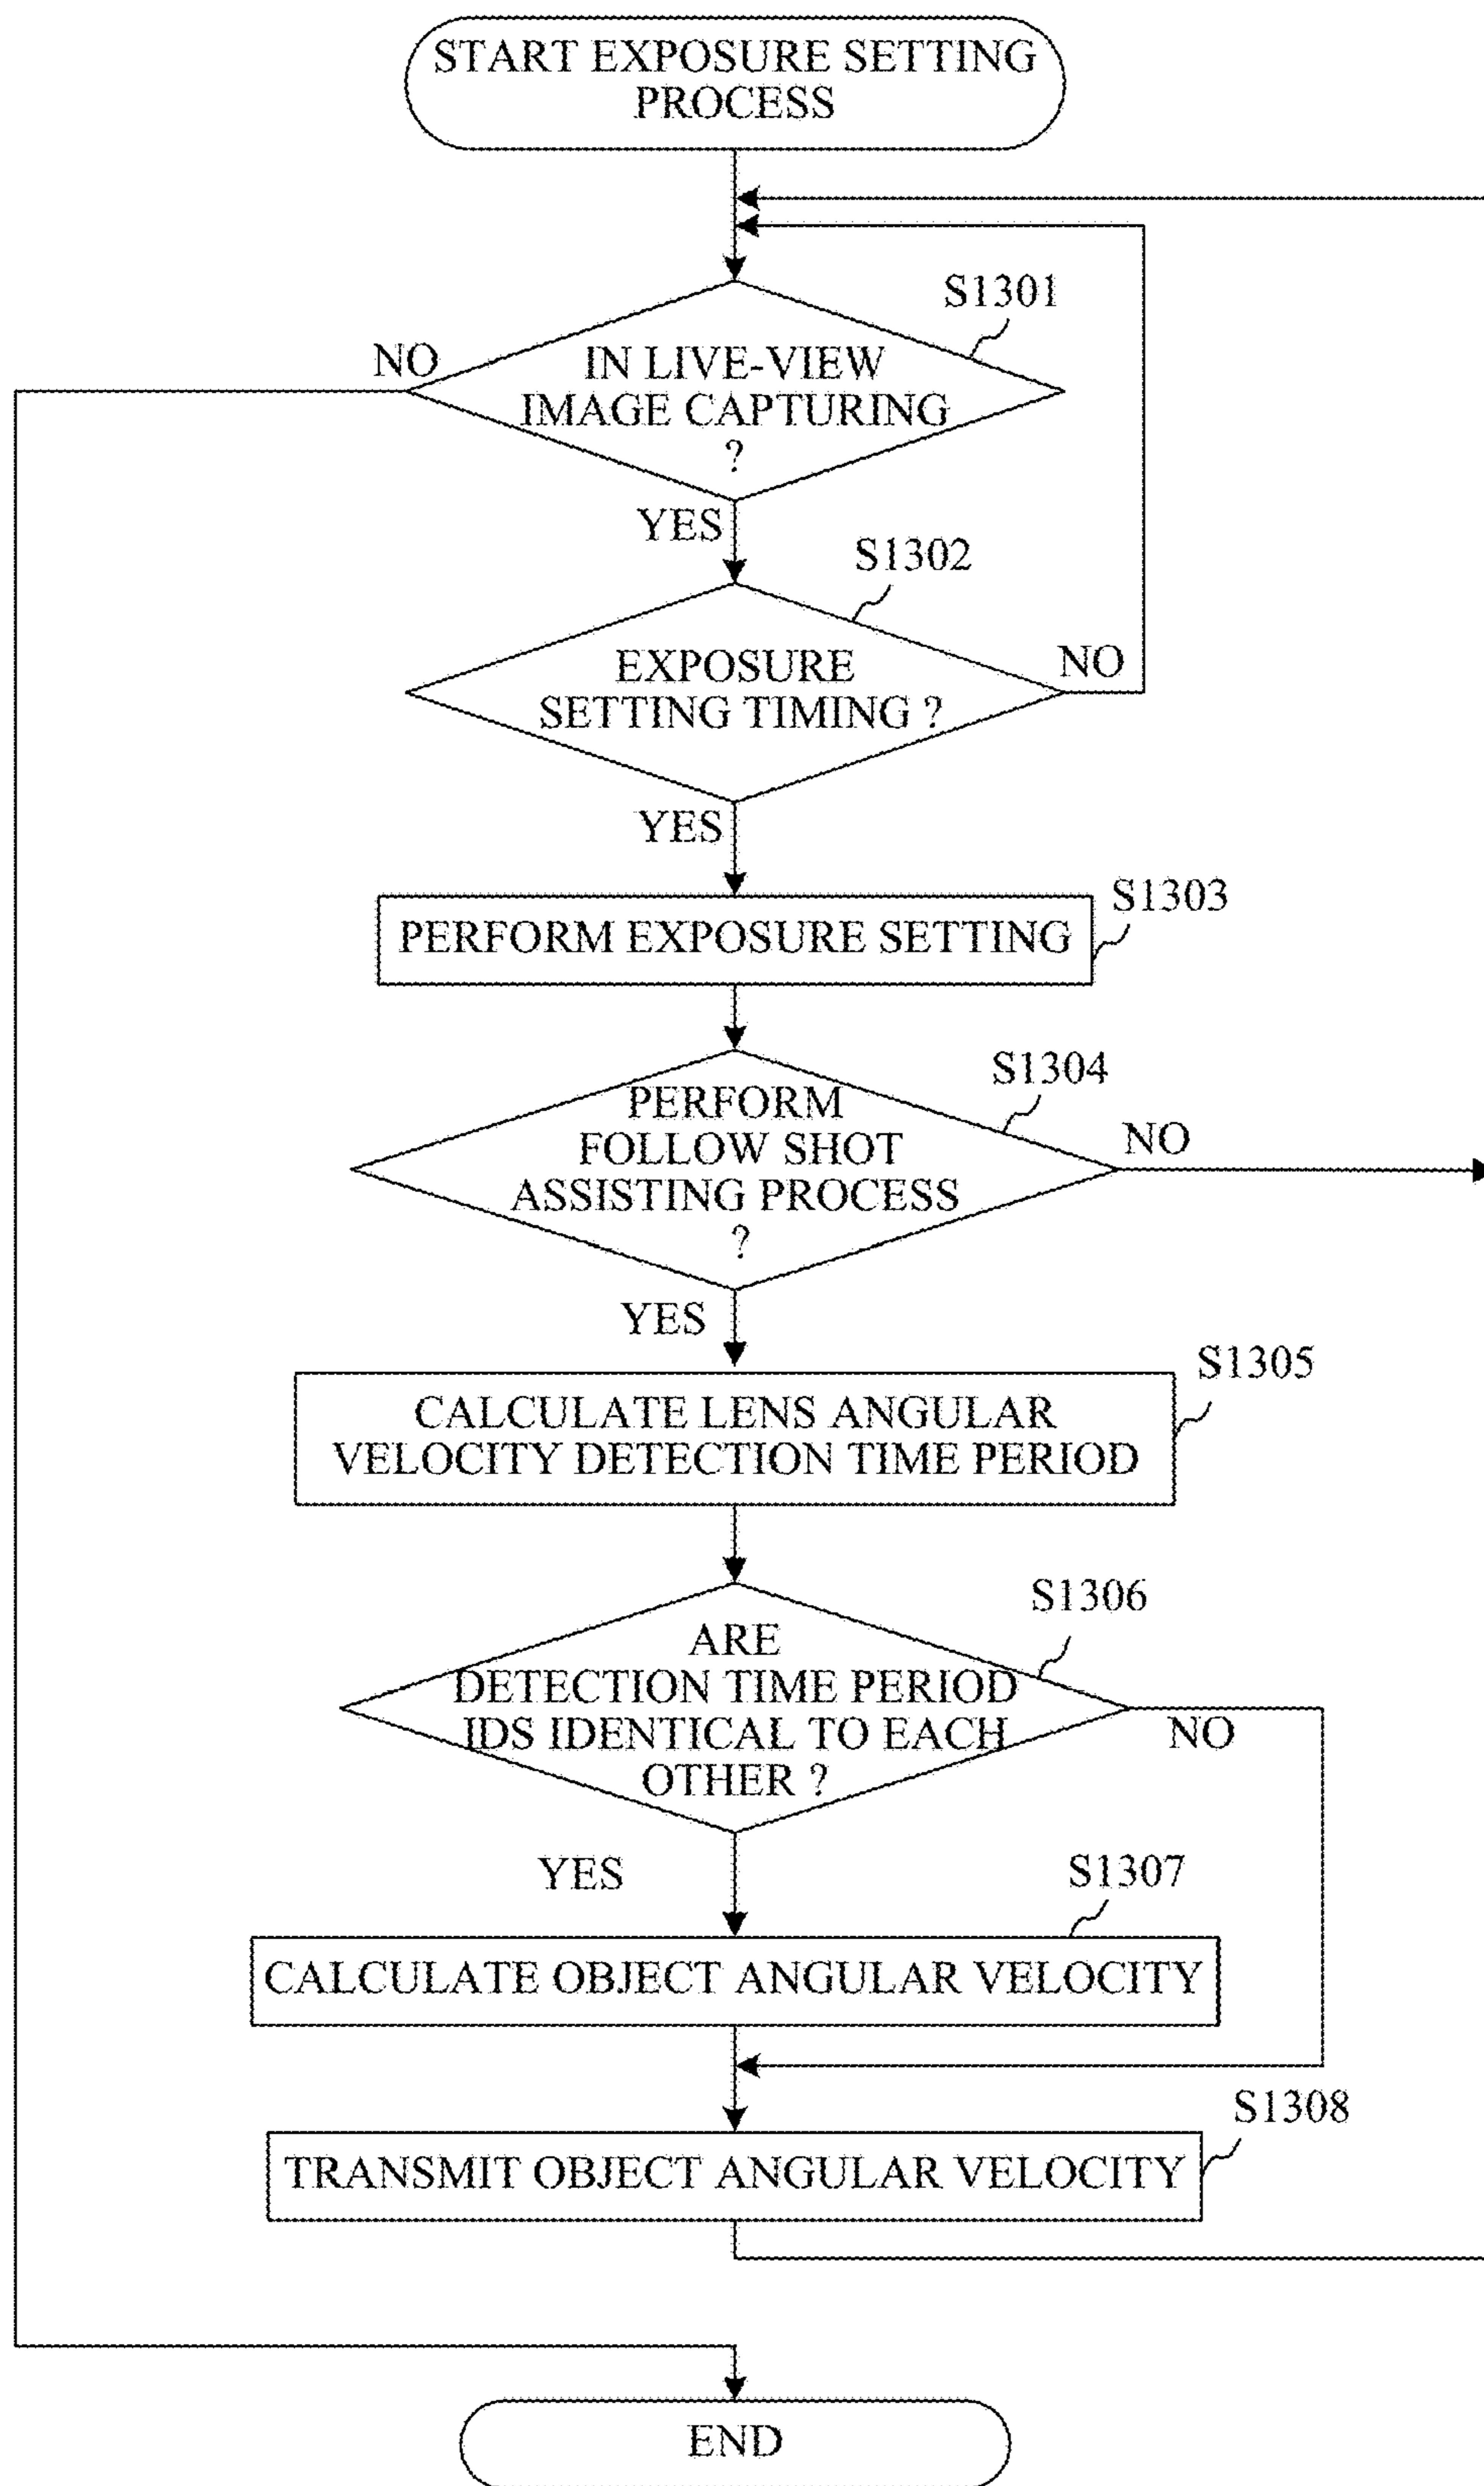 START EXPOSURE SETTING
PROCESS
S1301
NO
IN LIVE-VIEW
IMAGE CAPTURING
?
YES
S1302
EXPOSURE
SETTING TIMING ?
NO
YES
S1303
PERFORM EXPOSURE SETTING
S1304
PERFORM
FOLLOW SHOT
ASSISTING PROCESS
?
NO
YES
S1305
CALCULATE LENS ANGULAR
VELOCITY DETECTION TIME PERIOD
S1306
ARE
DETECTION TIME PERIOD
IDS IDENTICAL TO EACH
OTHER ?
NO
YES
S1307
CALCULATE OBJECT ANGULAR VELOCITY
S1308
TRANSMIT OBJECT ANGULAR VELOCITY
END